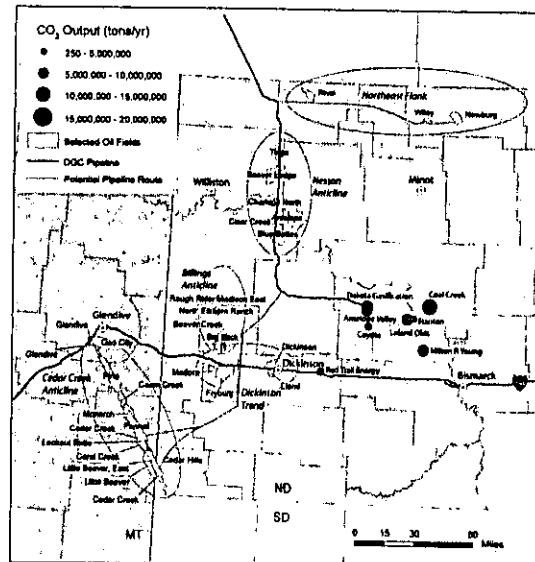 CO₂ Output (tons/yr)
250 - 5,000,000
5,000,000 - 10,000,000
10,000,000 - 15,000,000
15,000,000 - 20,000,000
Selected Oil Fields
DGC Pipeline
Potential Pipeline Route
Northeast Flank
Wiley
Newburg
Tioga
Beaver Lodge
Williston
Nesson
Anticline
Minot
Charlson North
Clear Creek
Blue Buttes
Billings
Anticline
Rough Rider
Madison East
North Elkhorn Ranch
Beaver Creek
Big Stick
Dakota Gasification
Coal Creek
Antelope Valley
Stanton
Coyote
Leland Olds
Milton R Young
Glendive
Glendive
Gas City
Glendive
Dickinson
Dickinson
Medora
Red Trail Energy
Bismarck
Fryburg
Eland
Pine
Cabin Creek
Cedar Creek
Anticline
Dickinson
Trend
Monarch
Pennel
Cedar Creek
Lookout Butte
Coral Creek
Cedar Hills
Little Beaver, East
Little Beaver
Cedar Creek
ND
SD
MT
0 15 30 60
Miles